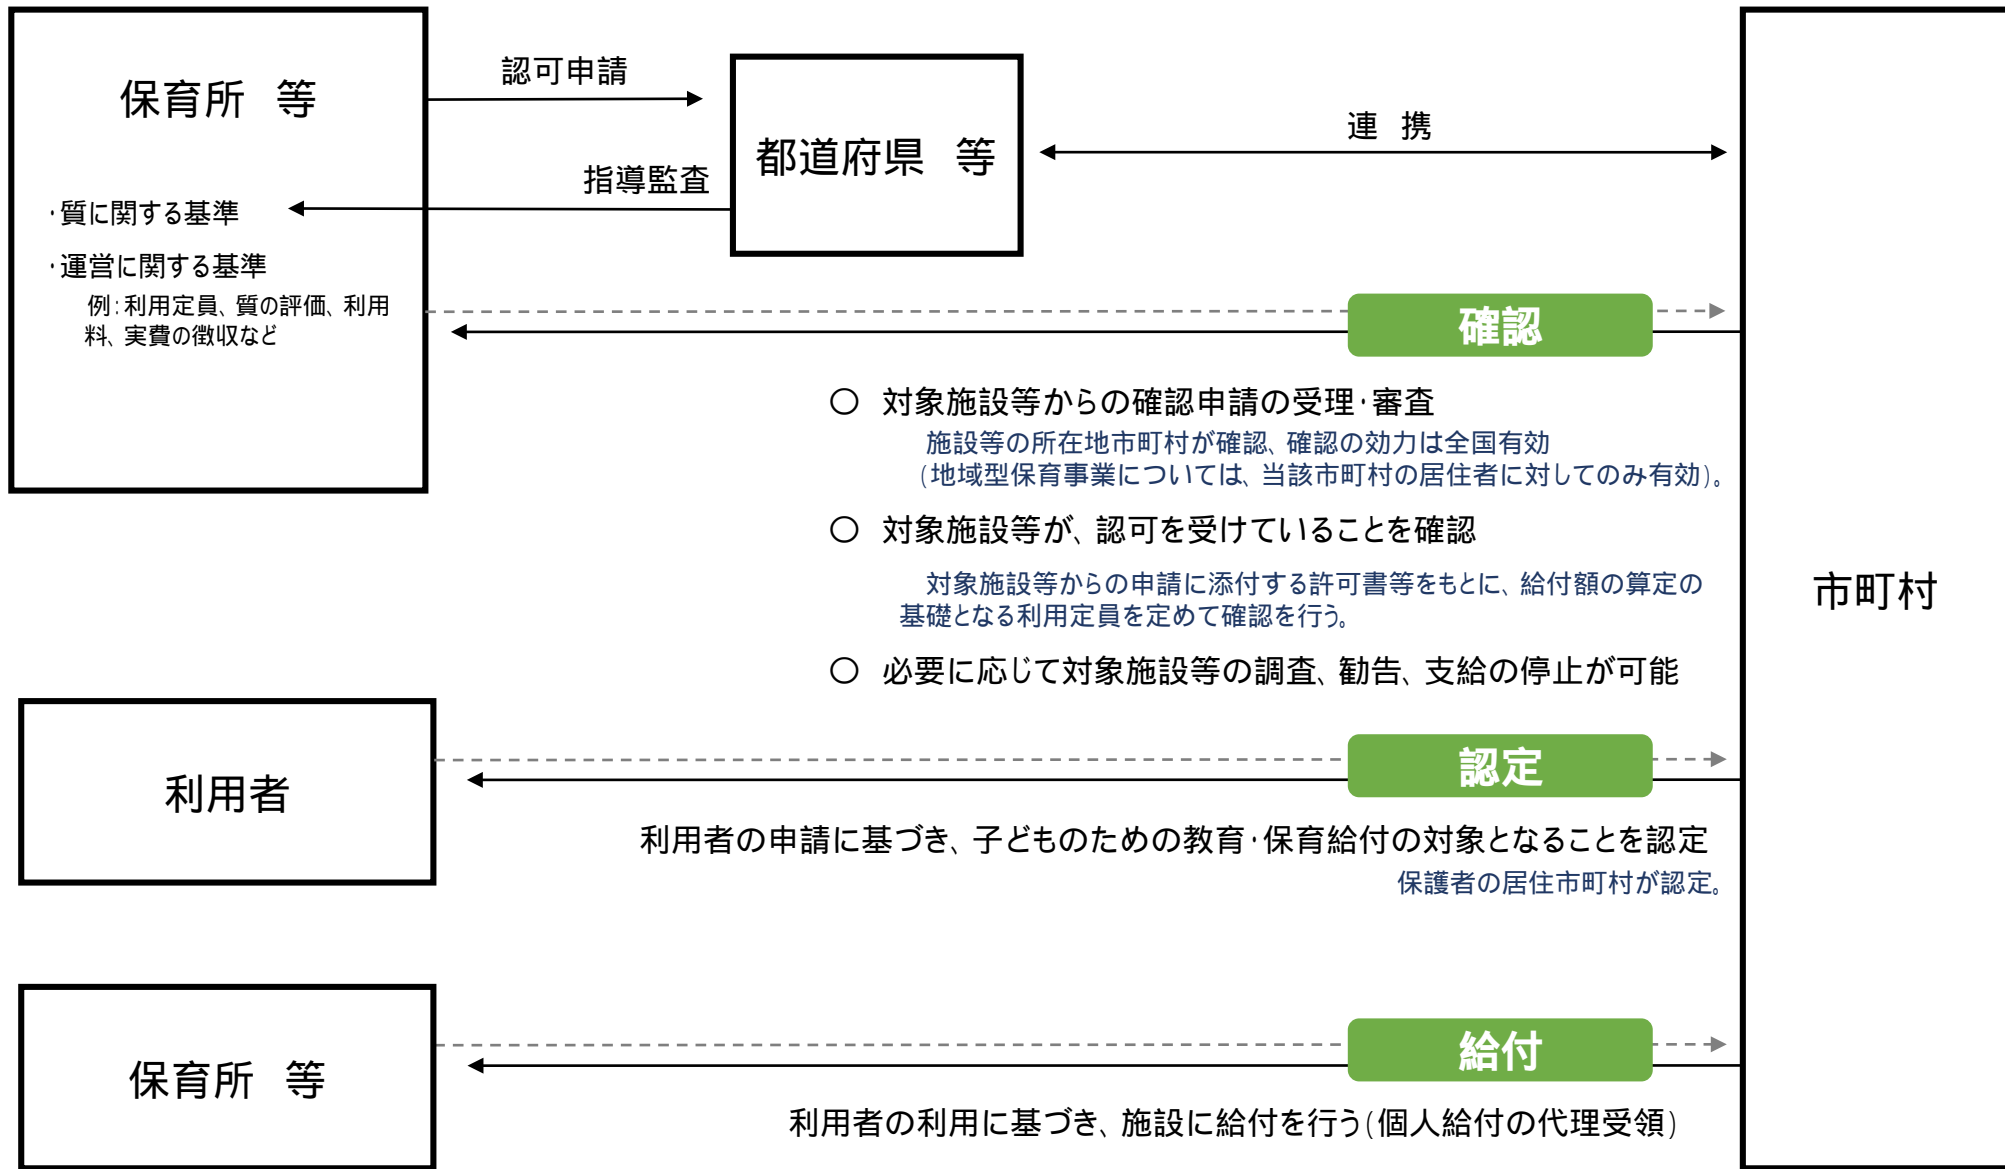 保育所 等
・質に関する基準
・運営に関する基準
例:利用定員、質の評価、利用
料、実費の徴収など
認可申請
指導監査
都道府県 等
連 携
確認
○ 対象施設等からの確認申請の受理・審査
施設等の所在地市町村が確認、確認の効力は全国有効
(地域型保育事業については、当該市町村の居住者に対してのみ有効)。
○ 対象施設等が、認可を受けていることを確認
対象施設等からの申請に添付する許可書等をもとに、給付額の算定の
基礎となる利用定員を定めて確認を行う。
○ 必要に応じて対象施設等の調査、勧告、支給の停止が可能
市町村
利用者
認定
利用者の申請に基づき、子どものための教育・保育給付の対象となることを認定
保護者の居住市町村が認定。
保育所 等
給付
利用者の利用に基づき、施設に給付を行う(個人給付の代理受領)